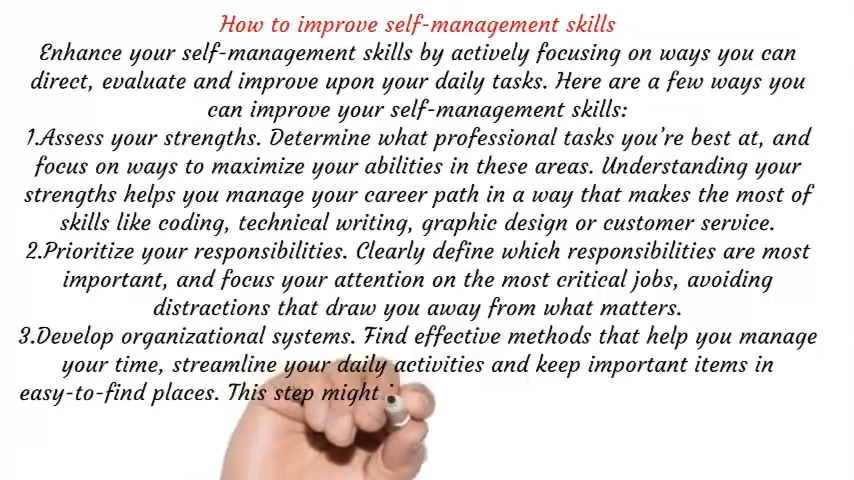 How to improve self-management skills
Enhance your self-management skills by actively focusing on ways you can
direct, evaluate and improve upon your daily tasks. Here are a few ways you
can improve your self-management skills:
1.Assess your strengths. Determine what professional tasks you're best at, and
focus on ways to maximize your abilities in these areas. Understanding your
strengths helps you manage your career path in a way that makes the most of
skills like coding, technical writing, graphic design or customer service.
2.Prioritize your responsibilities. Clearly define which responsibilities are most
important, and focus your attention on the most critical jobs, avoiding
distractions that draw you away from what matters.
3.Develop organizational systems. Find effective methods that help you manage
your time, streamline your daily activities and keep important items in
easy-to-find places. This step might